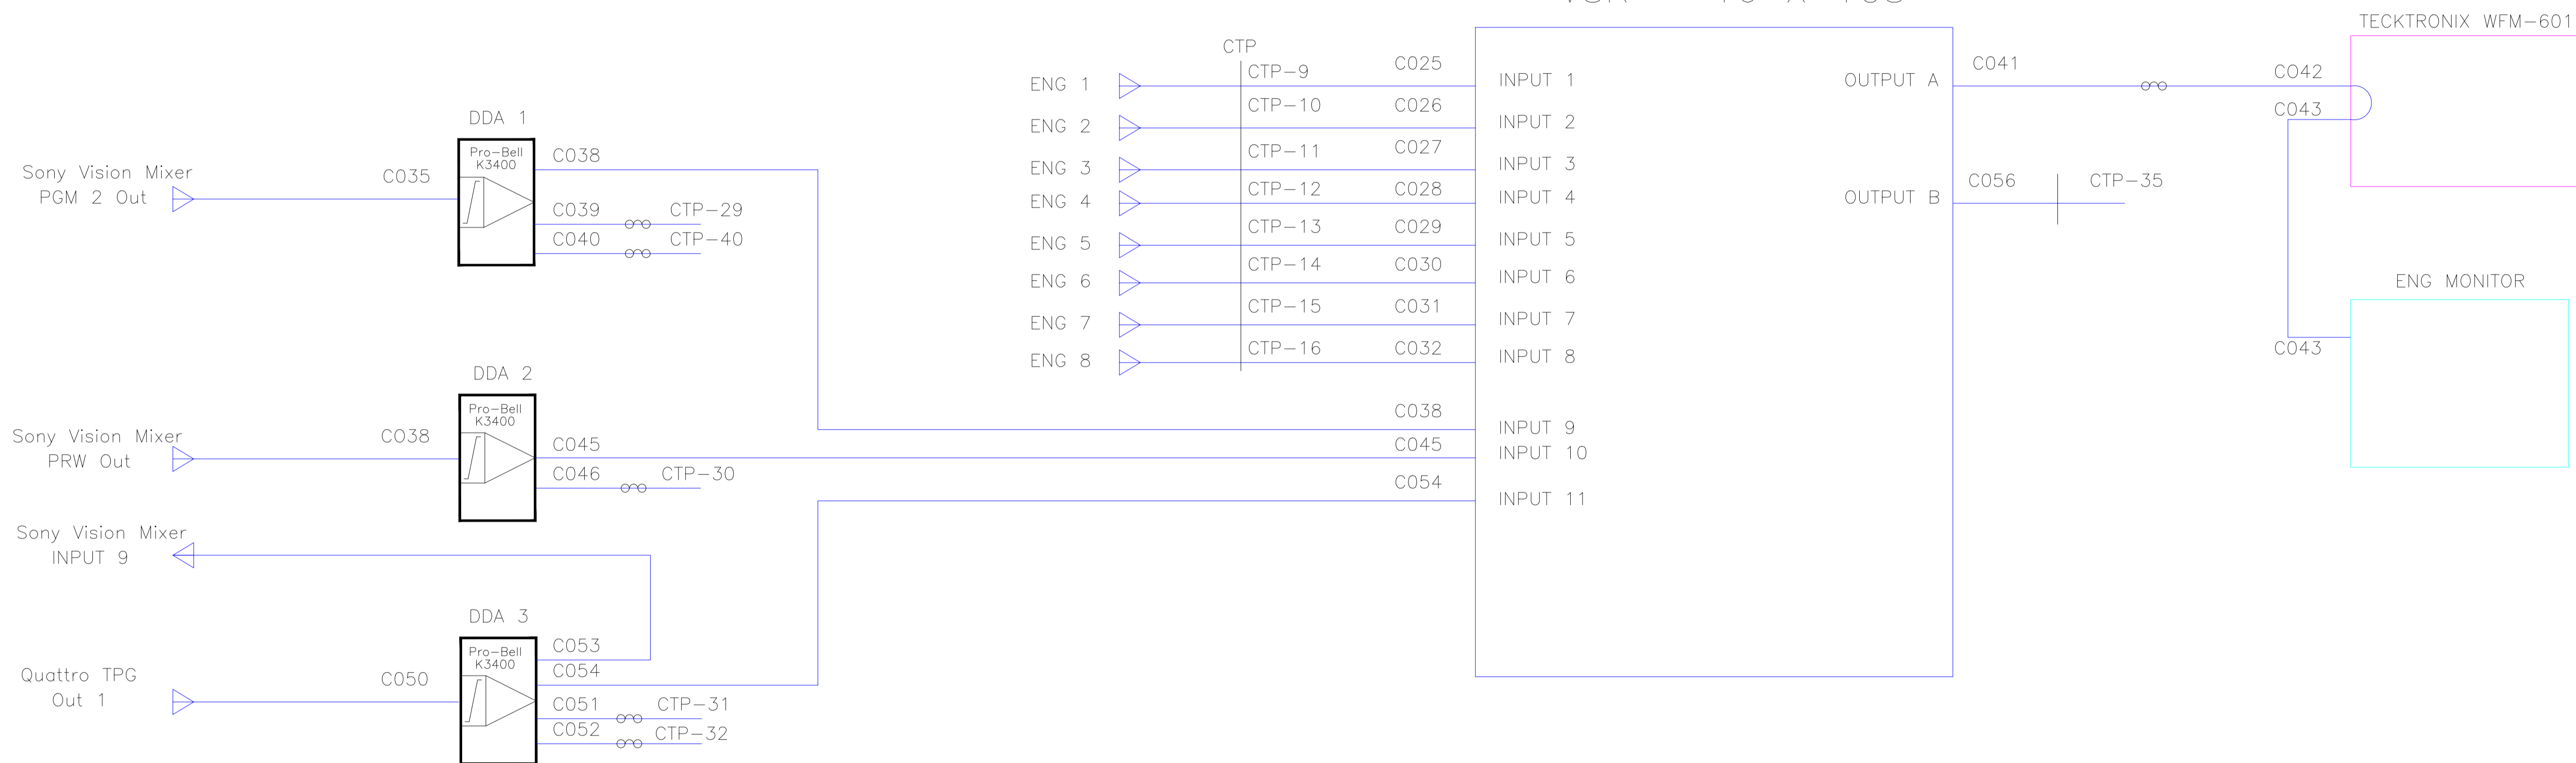 TECKTRONIX WFM-601
CTP
ENG 1
CTP-9
C025
INPUT 1
OUTPUT A
C041
C042
ENG 2
CTP-10
C026
INPUT 2
C043
ENG 3
CTP-11
C027
INPUT 3
ENG 4
CTP-12
C028
INPUT 4
OUTPUT B
C056
CTP-35
ENG 5
CTP-13
C029
INPUT 5
ENG 6
CTP-14
C030
INPUT 6
ENG MONITOR
ENG 7
CTP-15
C031
INPUT 7
ENG 8
CTP-16
C032
INPUT 8
C043
DDA 1
Pro-Bell
K3400
Sony Vision Mixer
PGM 2 Out
C035
C038
C039
CTP-29
C040
CTP-40
DDA 2
Pro-Bell
K3400
Sony Vision Mixer
PRW Out
C038
C045
C046
CTP-30
C038
INPUT 9
C045
INPUT 10
C054
INPUT 11
Sony Vision Mixer
INPUT 9
DDA 3
Pro-Bell
K3400
Quattro TPG
Out 1
C050
C053
C054
C051
CTP-31
C052
CTP-32